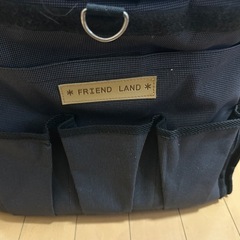 * FRIEND LAND *